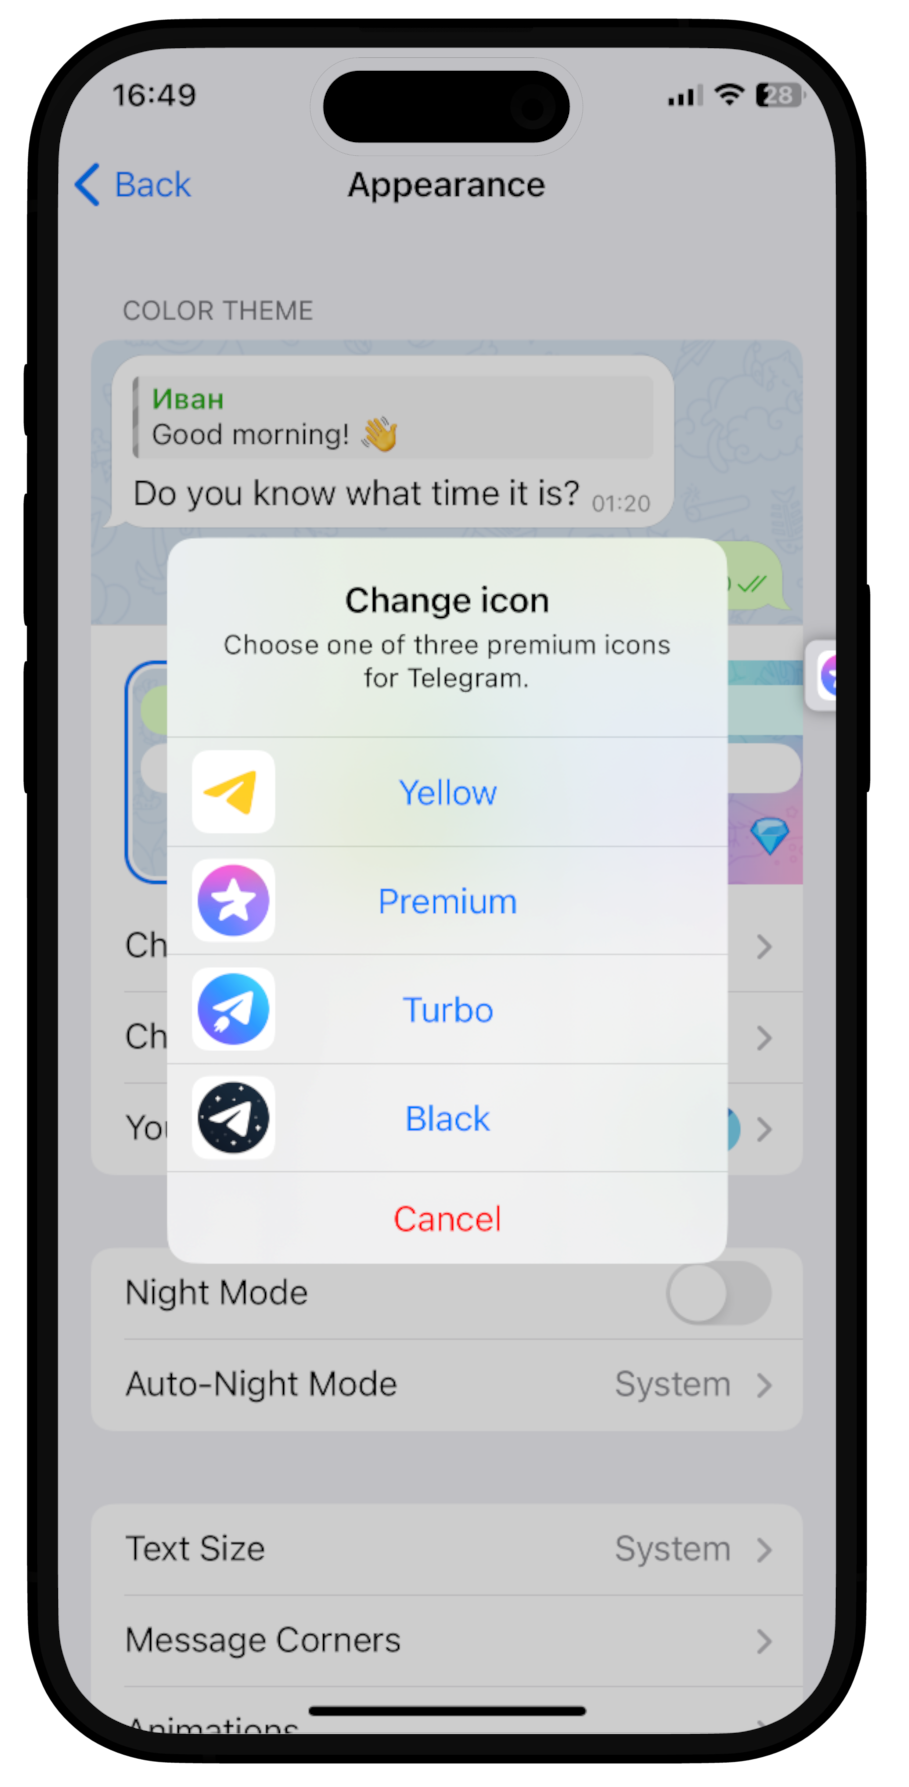 16:49
28
Back
Appearance
COLOR THEME
Иван
Good morning! 👋
Do you know what time it is? 01:20
Change icon
Choose one of three premium icons
for Telegram.
Yellow
Premium
Turbo
Black
Cancel
Ch
Ch
Night Mode
Auto-Night Mode System
Text Size System
Message Corners
Animations